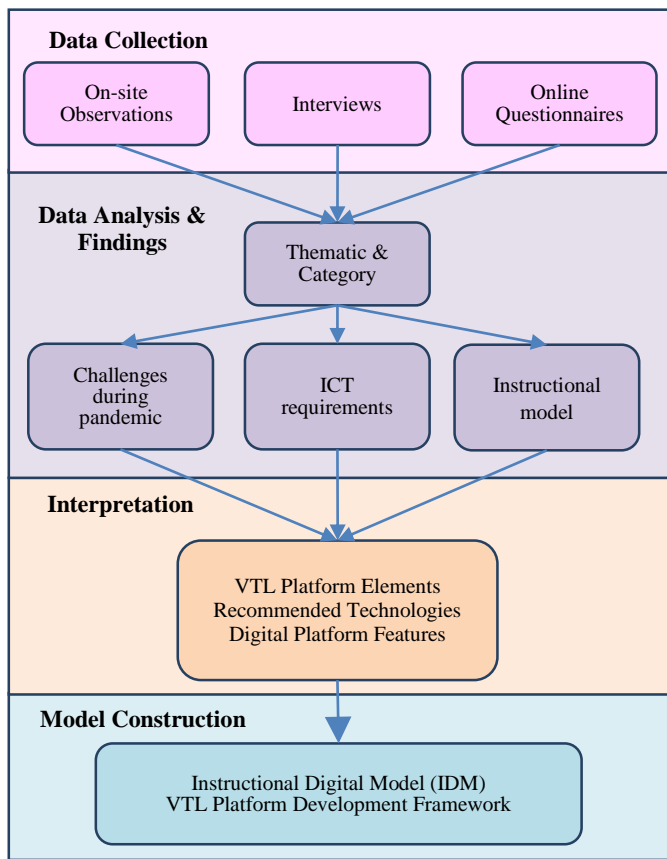 Data Collection
On-site
Observations
Interviews
Online
Questionnaires
Data Analysis &
Findings
Thematic &
Category
Challenges
during
pandemic
ICT
requirements
Instructional
model
Interpretation
VTL Platform Elements
Recommended Technologies
Digital Platform Features
Model Construction
Instructional Digital Model (IDM)
VTL Platform Development Framework